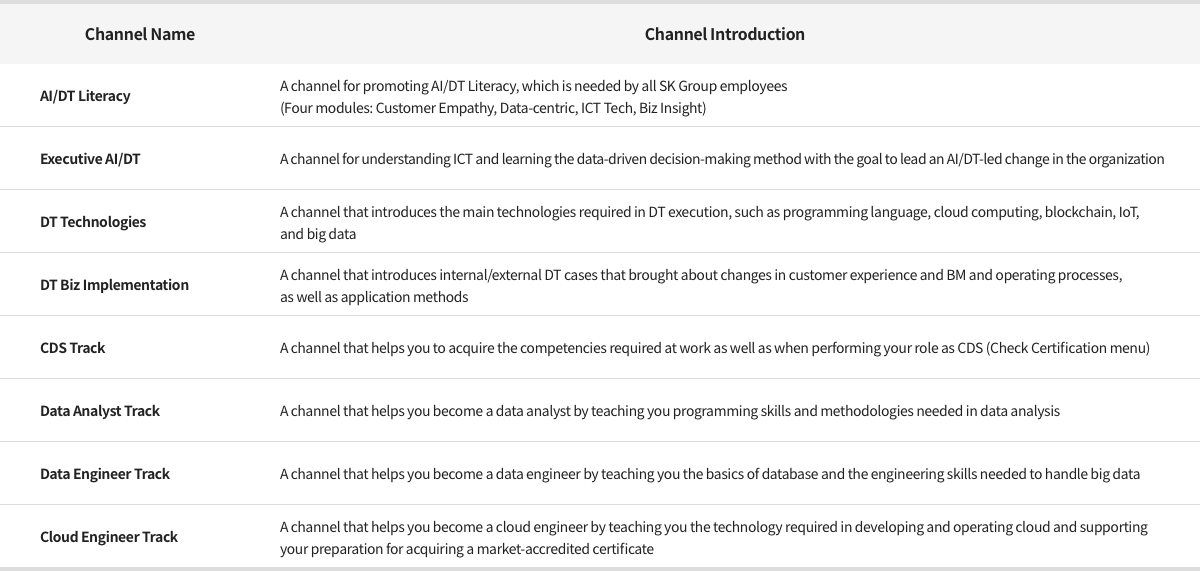 Channel Name Channel Introduction
AI/DT Literacy
A channel for promoting AI/DT Literacy, which is needed by all SK Group employees
(Four modules: Customer Empathy, Data-centric, ICT Tech, Biz Insight)
Executive AI/DT
A channel for understanding ICT and learning the data-driven decision-making method with the goal to lead an AI/DT-led change in the organization
DT Technologies
A channel that introduces the main technologies required in DT execution, such as programming language, cloud computing, blockchain, IoT,
and big data
DT Biz Implementation
A channel that introduces internal/external DT cases that brought about changes in customer experience and BM and operating processes,
as well as application methods
CDS Track
A channel that helps you to acquire the competencies required at work as well as when performing your role as CDS (Check Certification menu)
Data Analyst Track
A channel that helps you become a data analyst by teaching you programming skills and methodologies needed in data analysis
Data Engineer Track
A channel that helps you become a data engineer by teaching you the basics of database and the engineering skills needed to handle big data
Cloud Engineer Track
A channel that helps you become a cloud engineer by teaching you the technology required in developing and operating cloud and supporting
your preparation for acquiring a market-accredited certificate